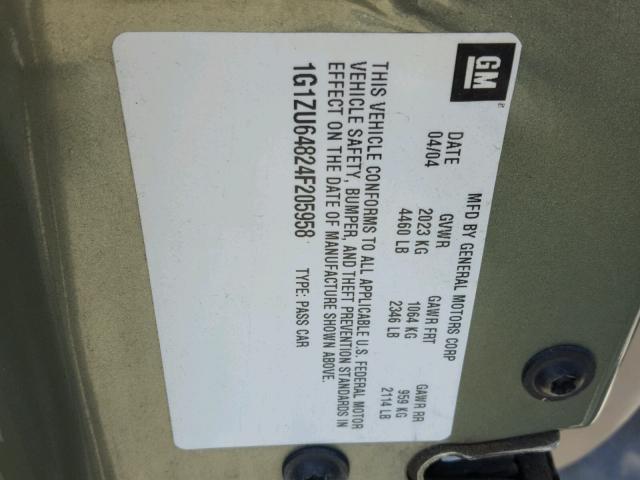 GM
MFD BY GENERAL MOTORS CORP
DATE GVWR GAWR FRT GAWR RR
04/04 2023 KG 1064 KG 959 KG
4460 LB 2346 LB 2114 LB
THIS VEHICLE CONFORMS TO ALL APPLICABLE U.S. FEDERAL MOTOR
VEHICLE SAFETY, BUMPER, AND THEFT PREVENTION STANDARDS IN
EFFECT ON THE DATE OF MANUFACTURE SHOWN ABOVE.
1G1ZU64824F205958 TYPE: PASS CAR